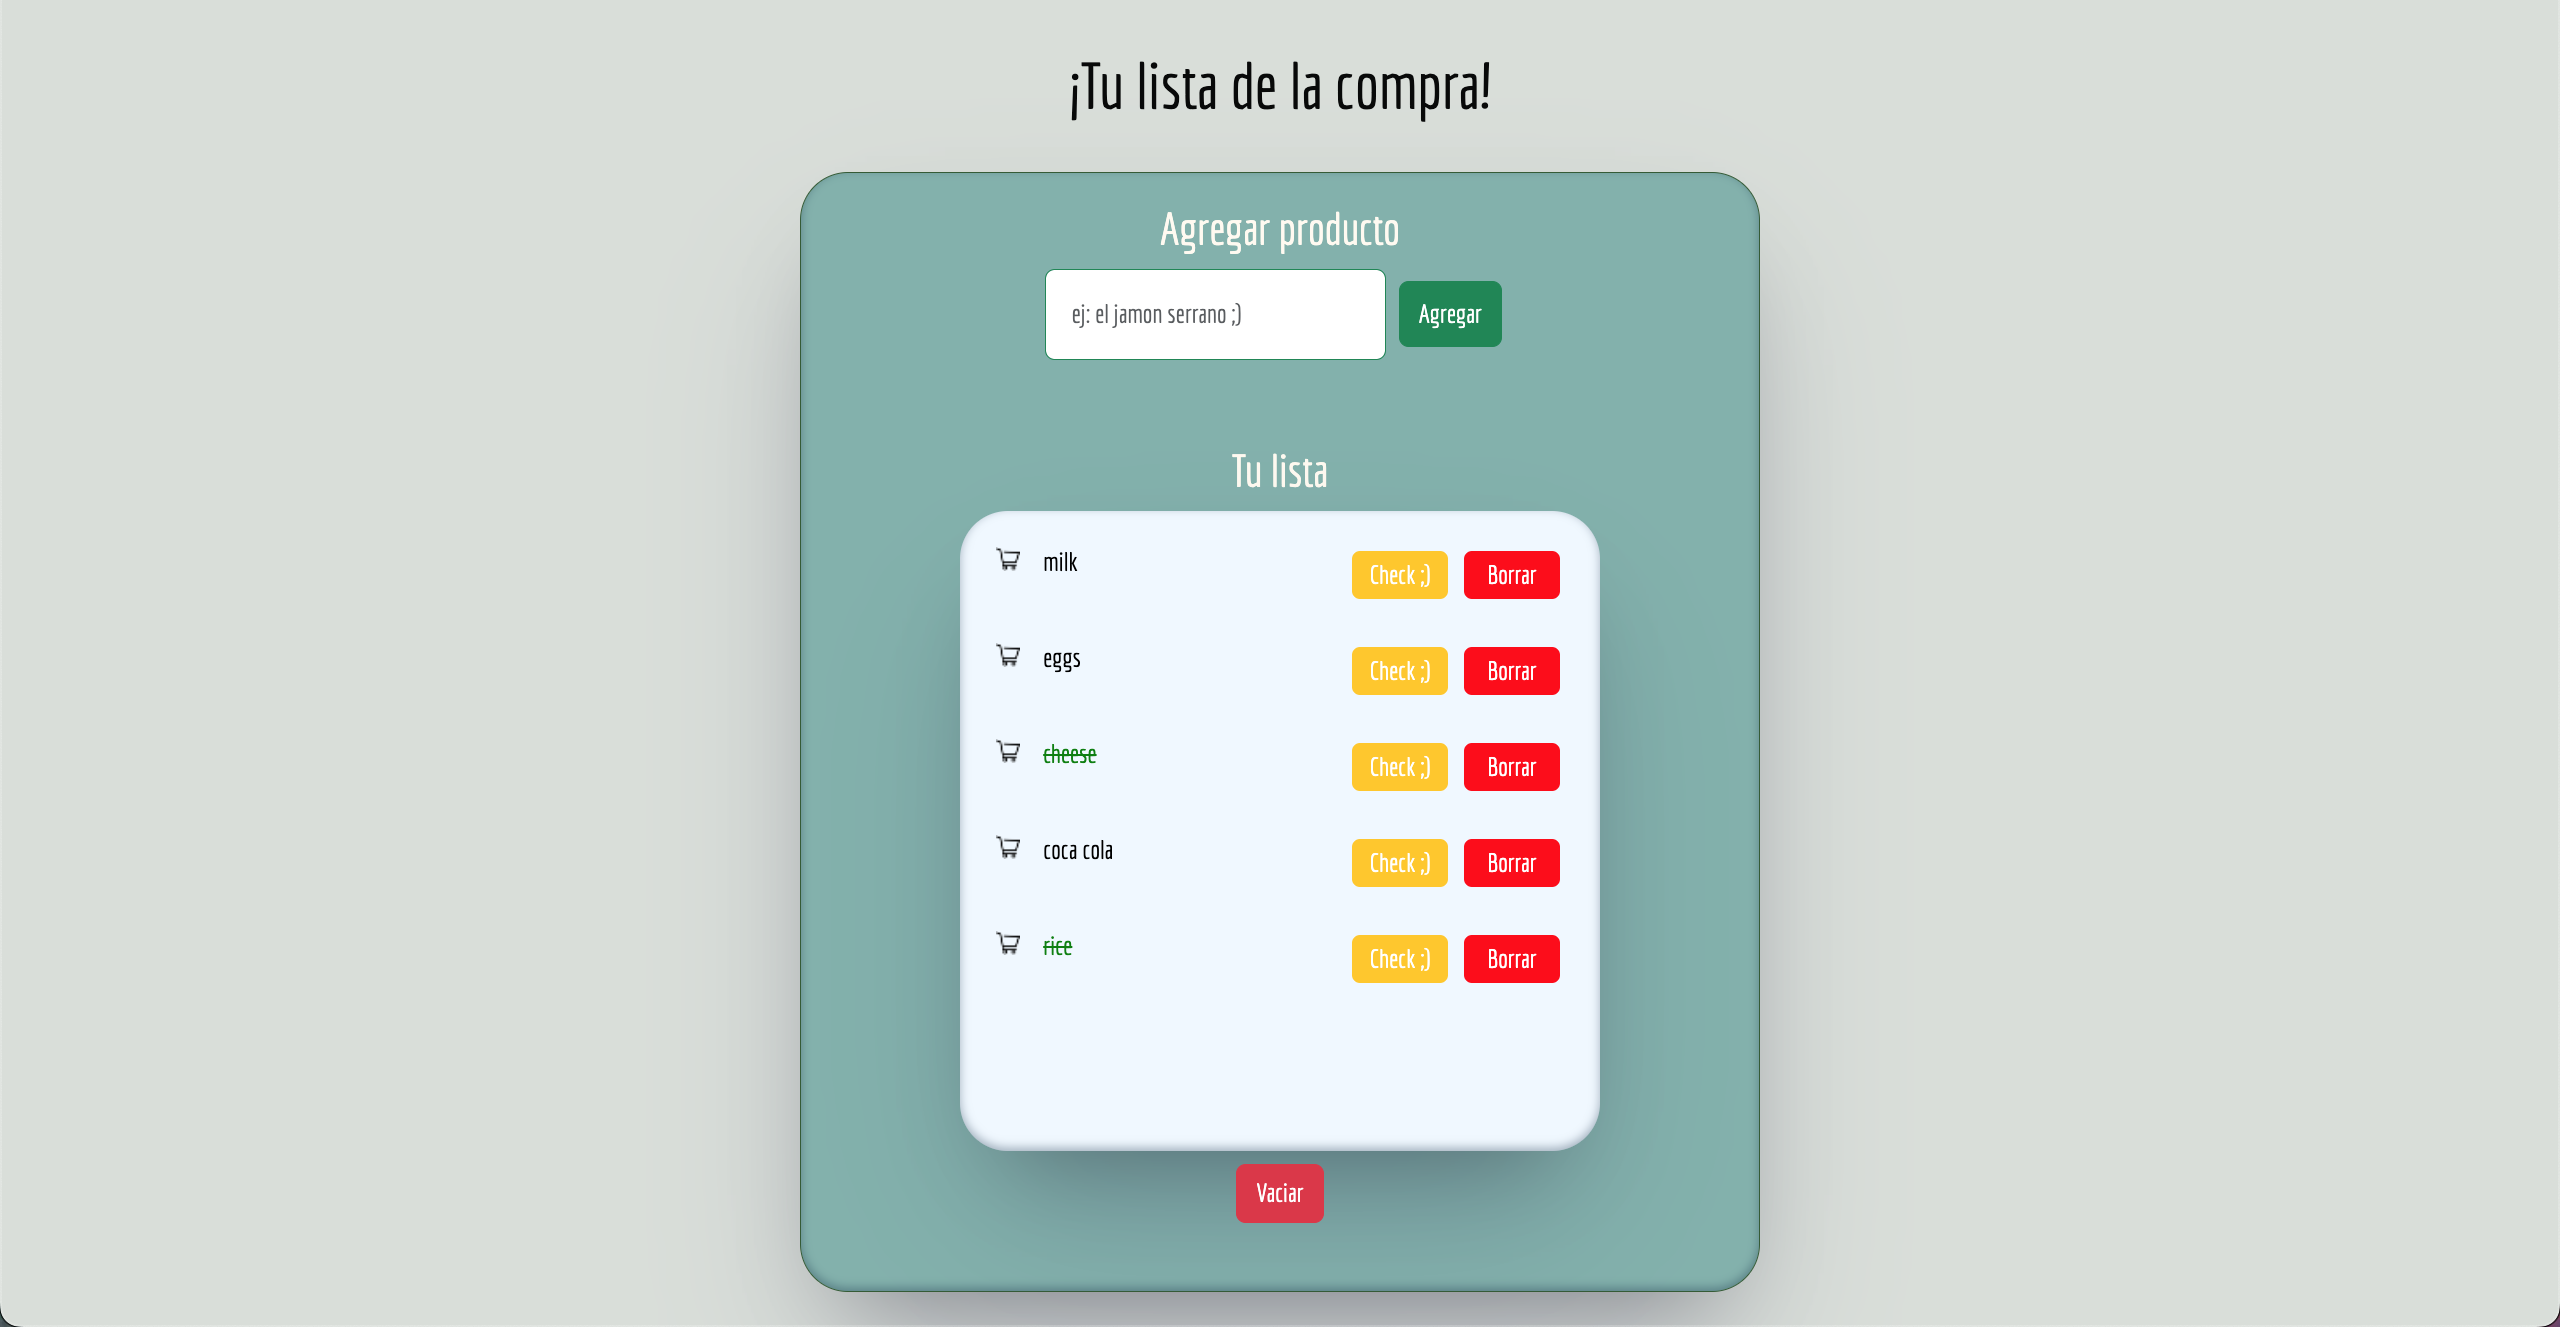 ¡Tu lista de la compra!
Agregar producto
ej: el jamon serrano ;)
Agregar
Tu lista
milk Check ;) Borrar
eggs Check ;) Borrar
cheese Check ;) Borrar
coca cola Check ;) Borrar
rice Check ;) Borrar
Vaciar